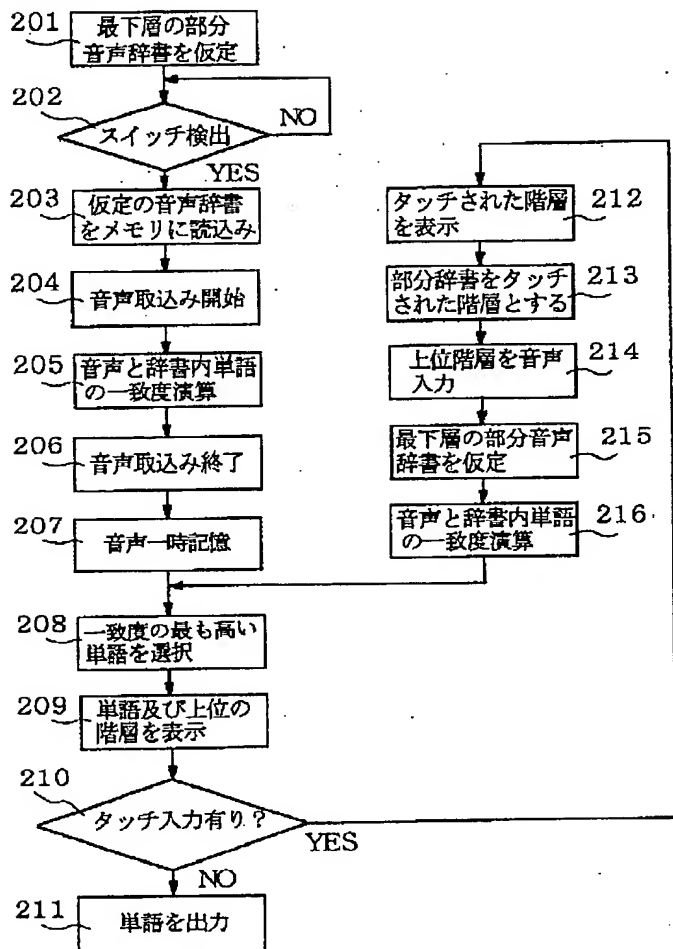 201
最下層の部分
音声辞書を仮定
202
スイッチ検出
NO
YES
203
仮定の音声辞書
をメモリに読込み
204
音声取込み開始
205
音声と辞書内単語
の一致度演算
206
音声取込み終了
207
音声一時記憶
208
一致度の最も高い
単語を選択
209
単語及び上位の
階層を表示
210
タッチ入力有り?
YES
NO
211
単語を出力
タッチされた階層
を表示
212
部分辞書をタッチ
された階層とする
213
上位階層を音声
入力
214
最下層の部分音声
辞書を仮定
215
音声と辞書内単語
の一致度演算
216